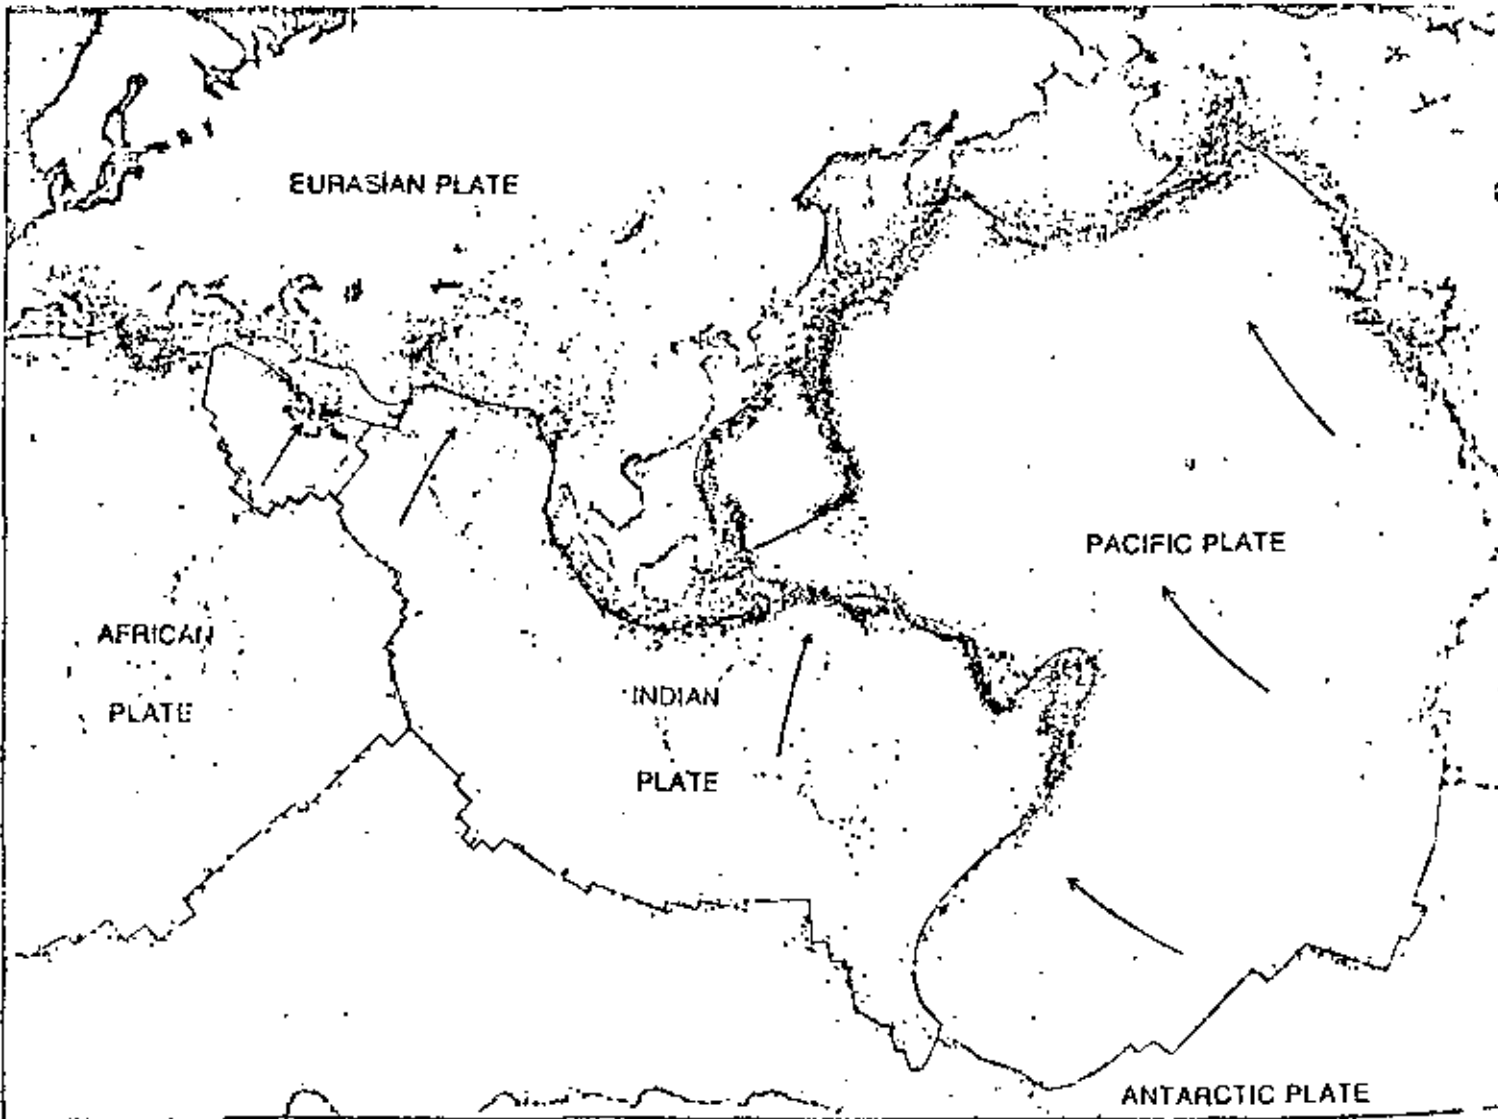 EURASIAN PLATE
PACIFIC PLATE
AFRICAN
PLATE
INDIAN
PLATE
ANTARCTIC PLATE